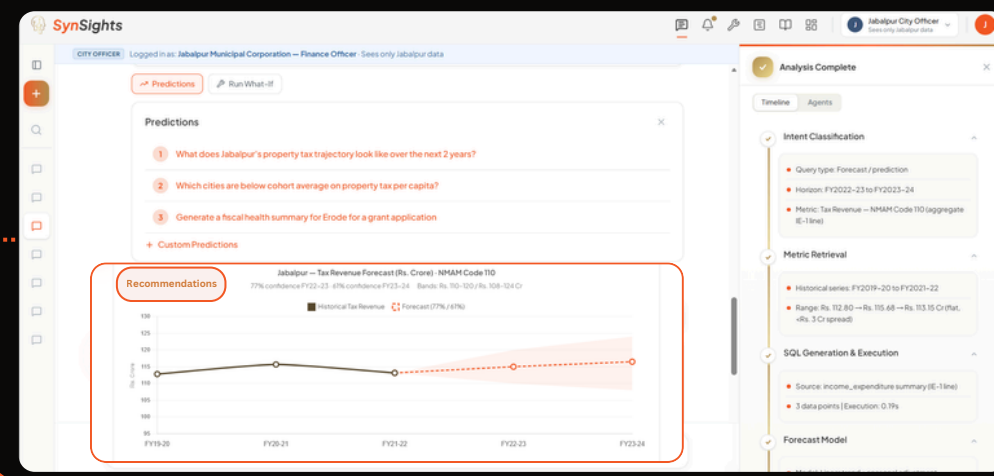 SynSights
Jabalpur City Officer
Sees only Jabalpur data
J
J
CITY OFFICER
Logged in as: Jabalpur Municipal Corporation — Finance Officer · Sees only Jabalpur data
Predictions
Run What-If
Predictions
1 What does Jabalpur's property tax trajectory look like over the next 2 years?
2 Which cities are below cohort average on property tax per capita?
3 Generate a fiscal health summary for Erode for a grant application
+ Custom Predictions
Recommendations
Jabalpur — Tax Revenue Forecast (Rs. Crore) · NMAM Code 110
77% confidence FY22–23 · 61% confidence FY23–24 Bands: Rs. 110–120 / Rs. 108–124 Cr
Historical Tax Revenue
Forecast (77% / 61%)
Rs. Crore
130
125
120
115
110
105
100
95
FY19-20
FY20-21
FY21-22
FY22-23
FY23-24
Analysis Complete
Timeline
Agents
Intent Classification
Query type: Forecast / prediction
Horizon: FY2022–23 to FY2023–24
Metric: Tax Revenue — NMAM Code 110 (aggregate
IE-1 line)
Metric Retrieval
Historical series: FY2019–20 to FY2021–22
Range: Rs. 112.80 → Rs. 115.68 → Rs. 113.15 Cr (flat,
<Rs. 3 Cr spread)
SQL Generation & Execution
Source: income_expenditure summary (IE-1 line)
3 data points | Execution: 0.19s
Forecast Model